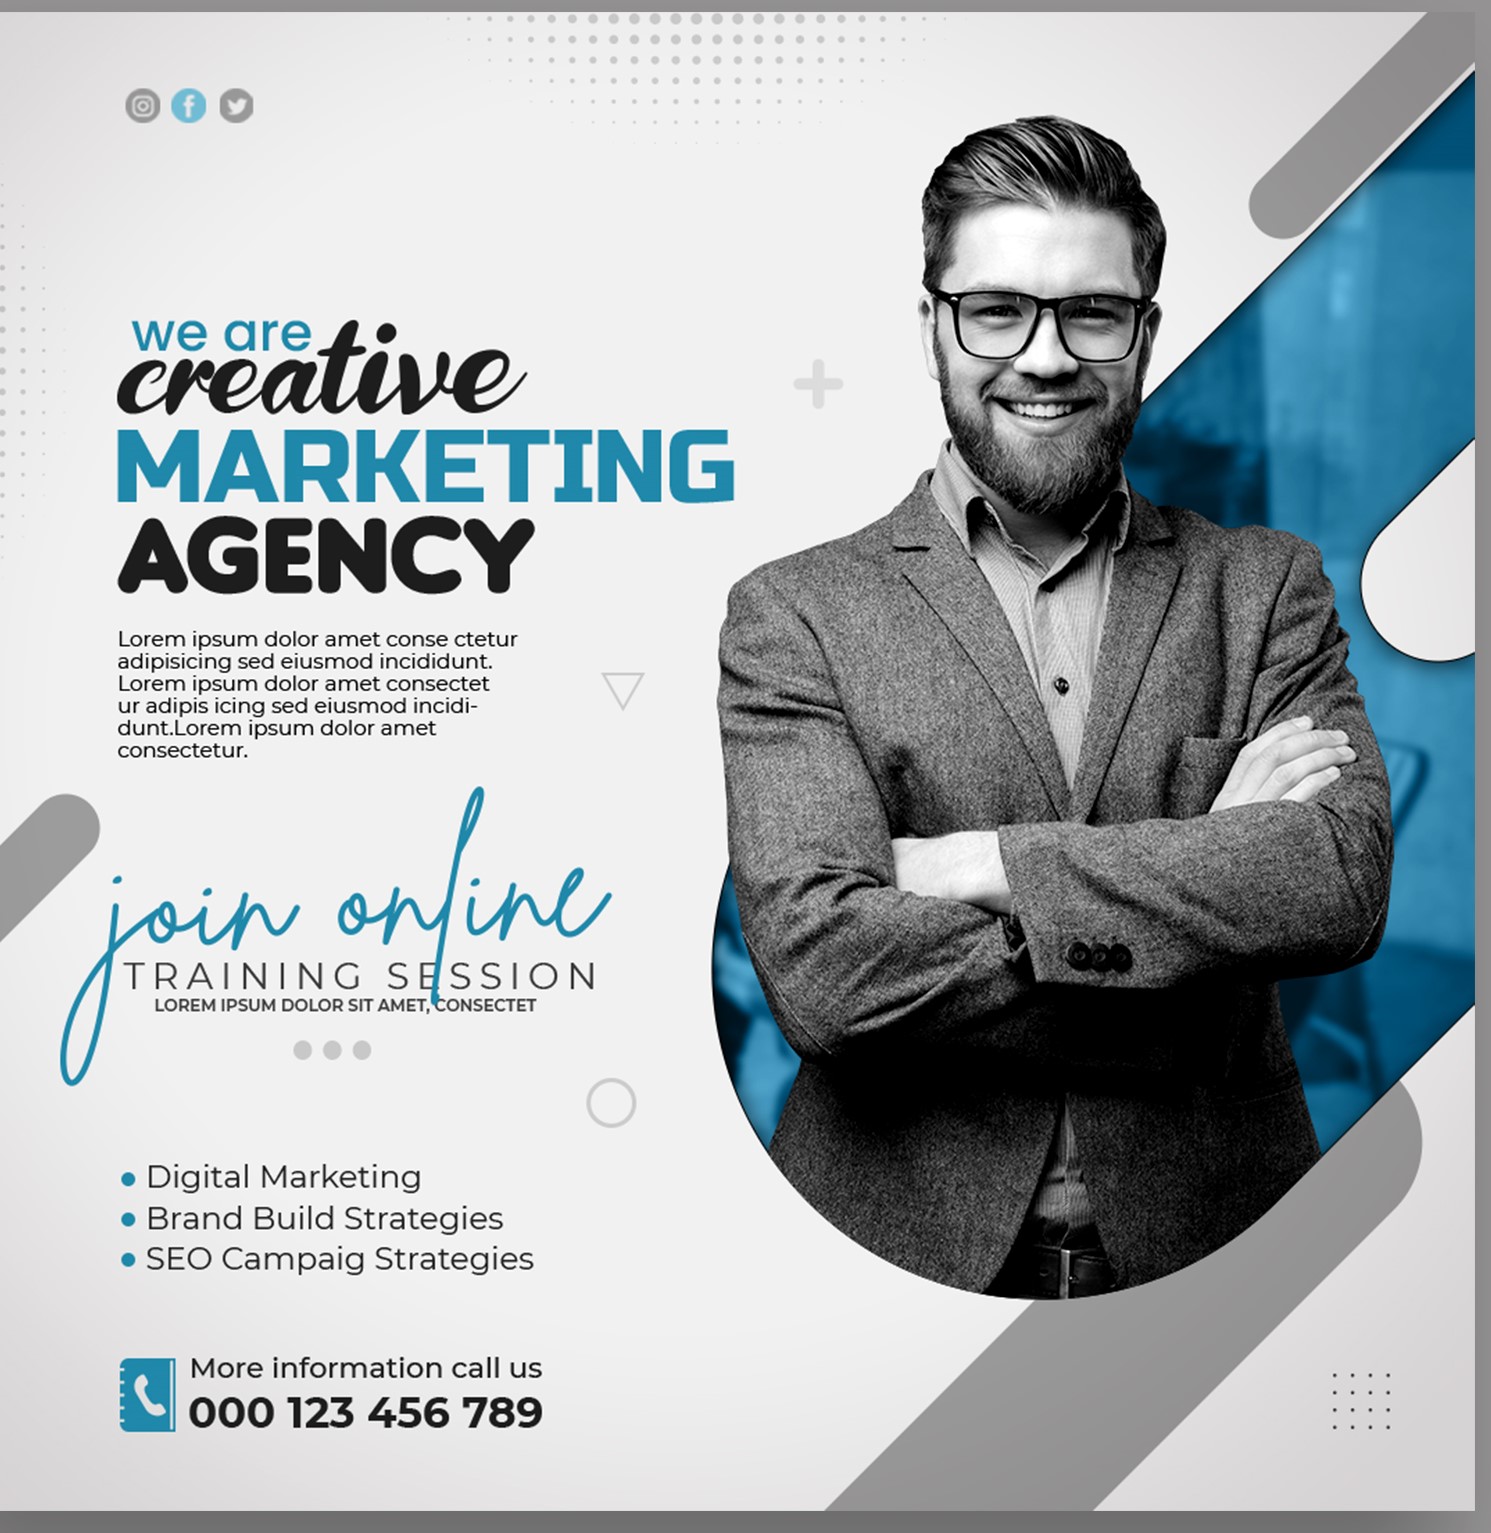 we are
creative
MARKETING
AGENCY
Lorem ipsum dolor amet conse ctetur
adipisicing sed eiusmod incididunt.
Lorem ipsum dolor amet consectet
ur adipis icing sed eiusmod incidi-
dunt.Lorem ipsum dolor amet
consectetur.
join online
TRAINING SESSION
LOREM IPSUM DOLOR SIT AMET, CONSECTET
Digital Marketing
Brand Build Strategies
SEO Campaig Strategies
More information call us
000 123 456 789